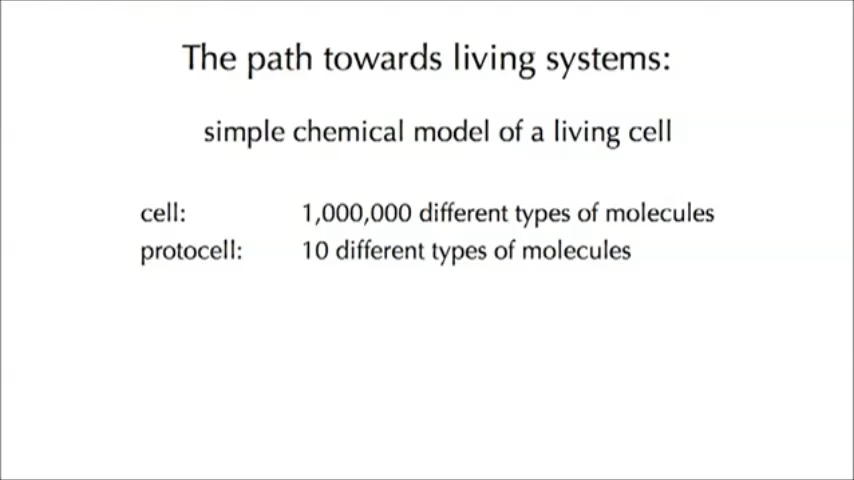 The path towards living systems:
simple chemical model of a living cell
cell: 1,000,000 different types of molecules
protocell: 10 different types of molecules